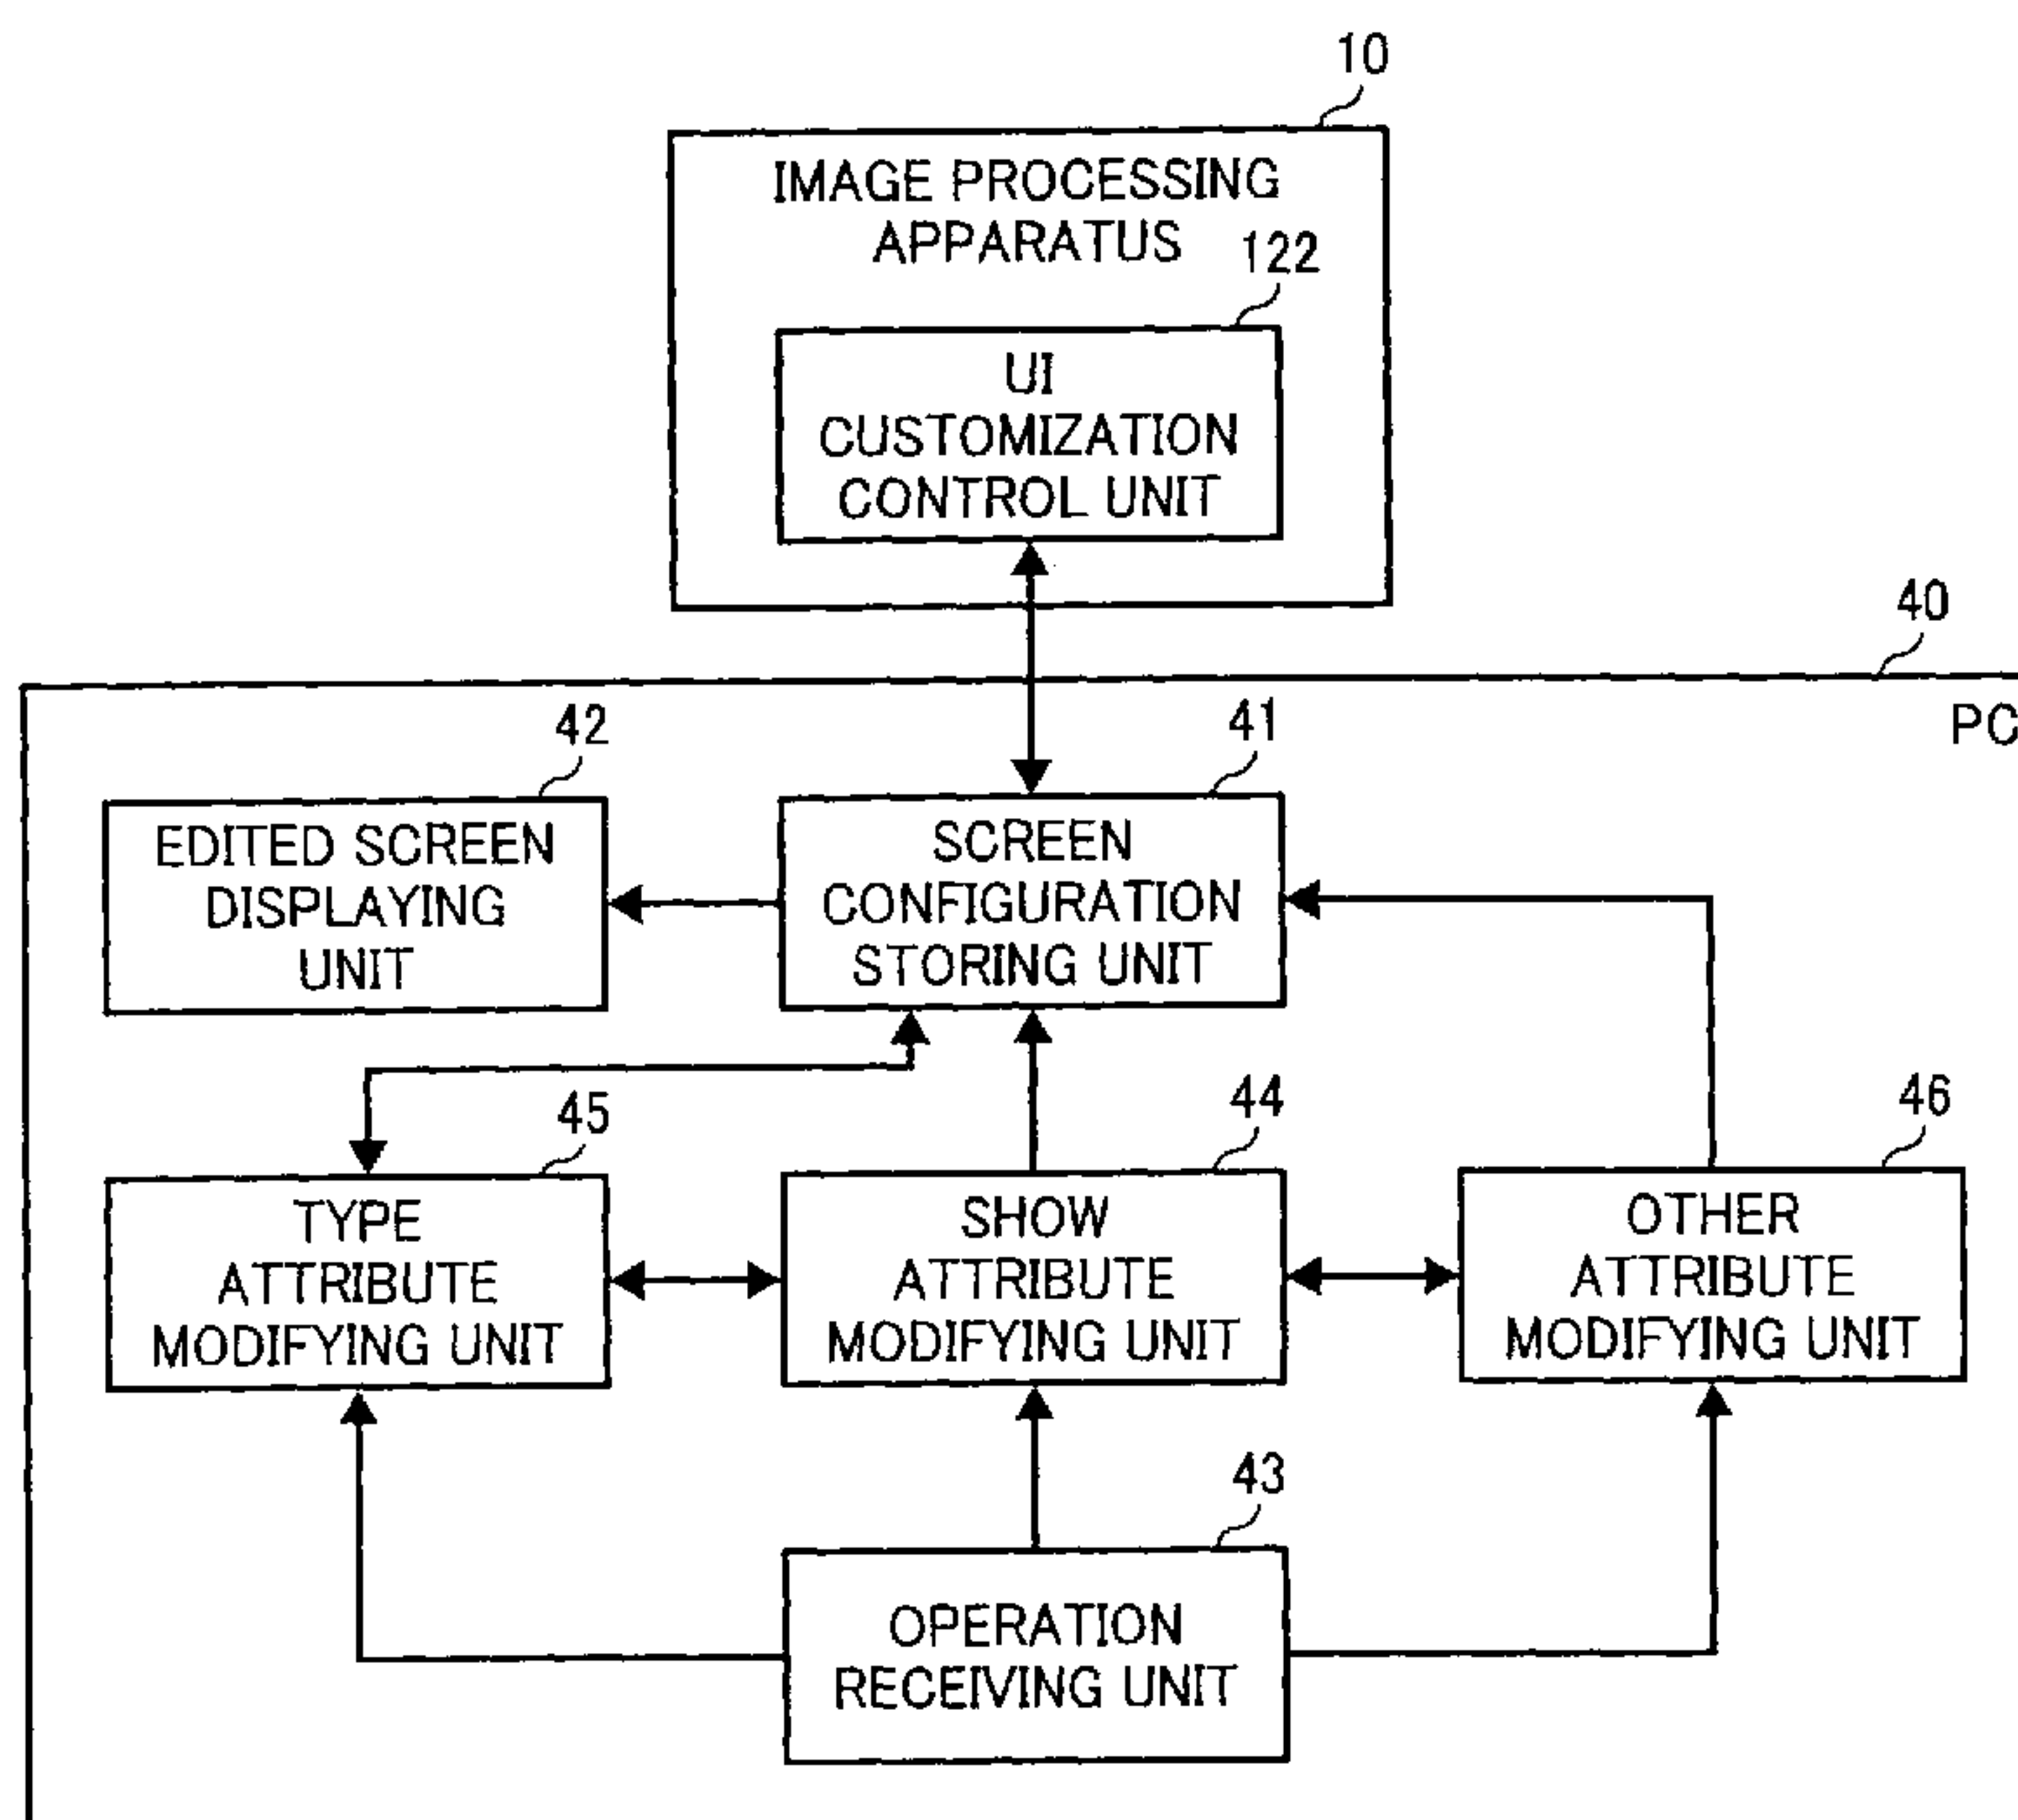 10
IMAGE PROCESSING
APPARATUS
122
UI
CUSTOMIZATION
CONTROL UNIT
40
PC
42
41
EDITED SCREEN
DISPLAYING
UNIT
SCREEN
CONFIGURATION
STORING UNIT
45
44
46
TYPE
ATTRIBUTE
MODIFYING UNIT
SHOW
ATTRIBUTE
MODIFYING UNIT
OTHER
ATTRIBUTE
MODIFYING UNIT
43
OPERATION
RECEIVING UNIT